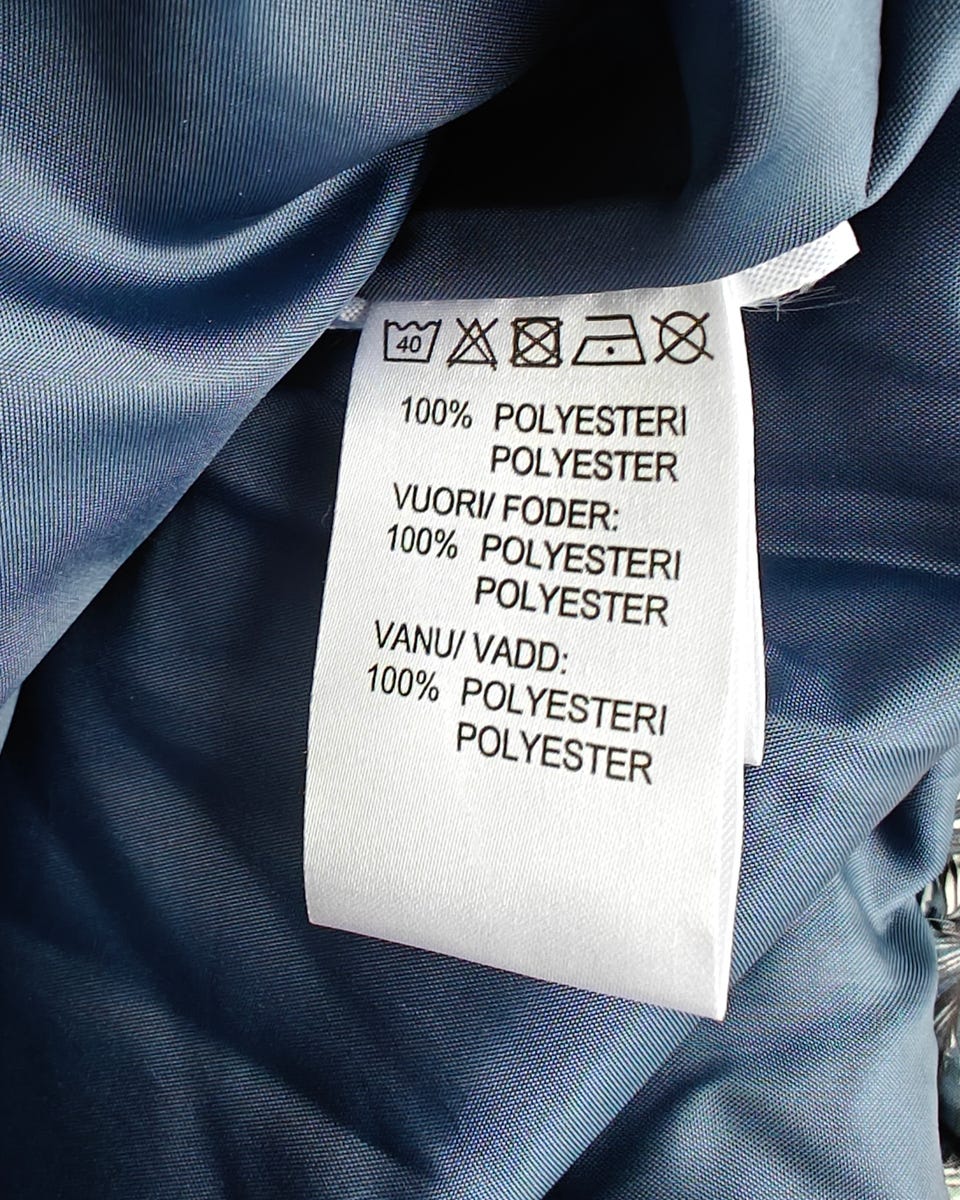 40
100% POLYESTERI
POLYESTER
VUORI/ FODER:
100% POLYESTERI
POLYESTER
VANU/ VADD:
100% POLYESTERI
POLYESTER